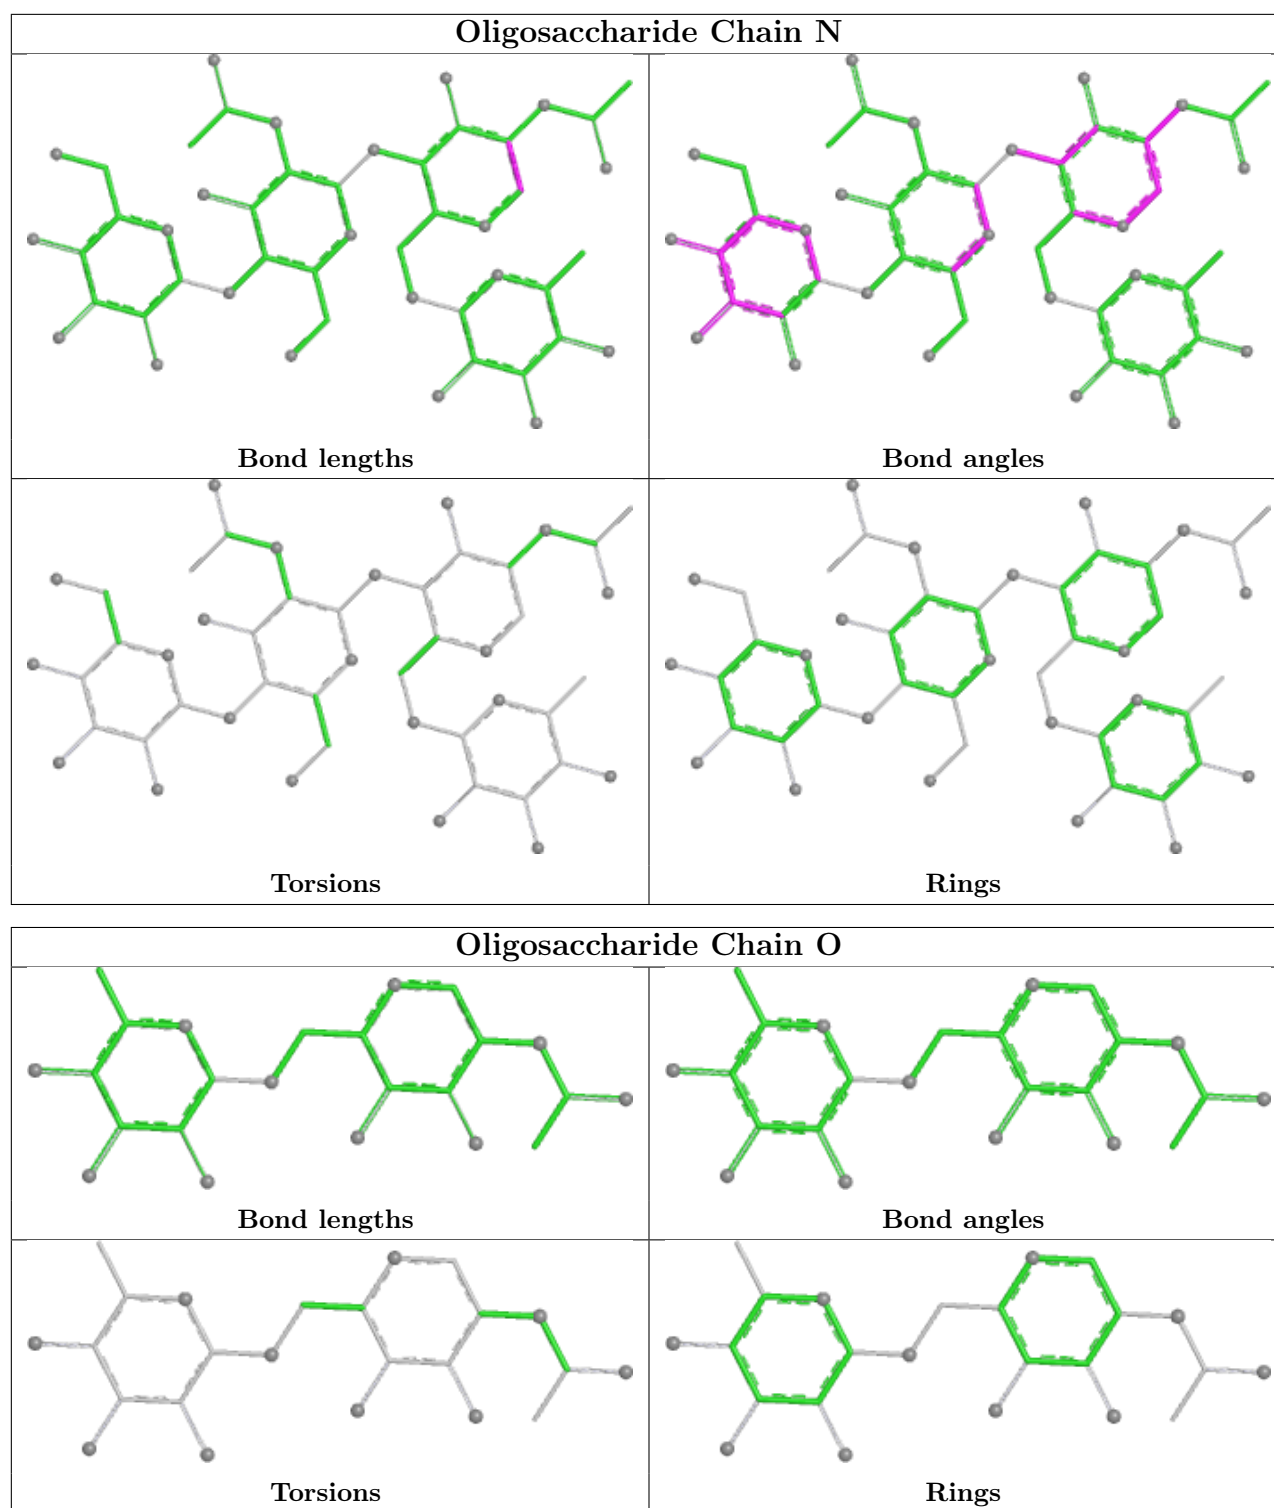 Oligosaccharide Chain N
Bond lengths
Bond angles
Torsions
Rings
Oligosaccharide Chain O
Bond lengths
Bond angles
Torsions
Rings